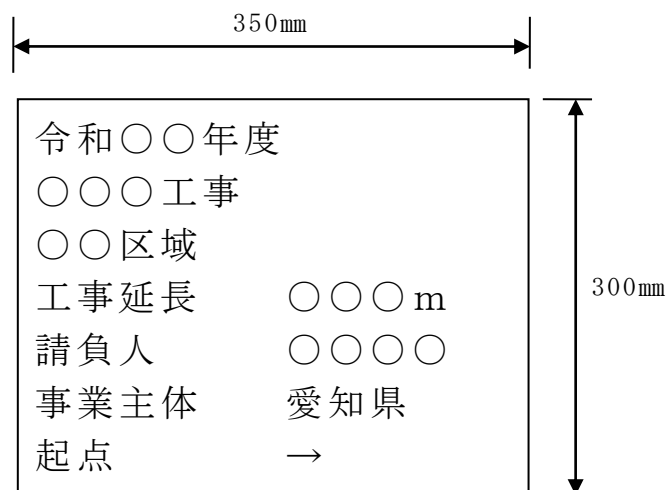 350㎜
令和○○年度
○○○工事
○○区域
工事延長　○○○ｍ
請負人　○○○○
事業主体　愛知県
起点　→
300㎜